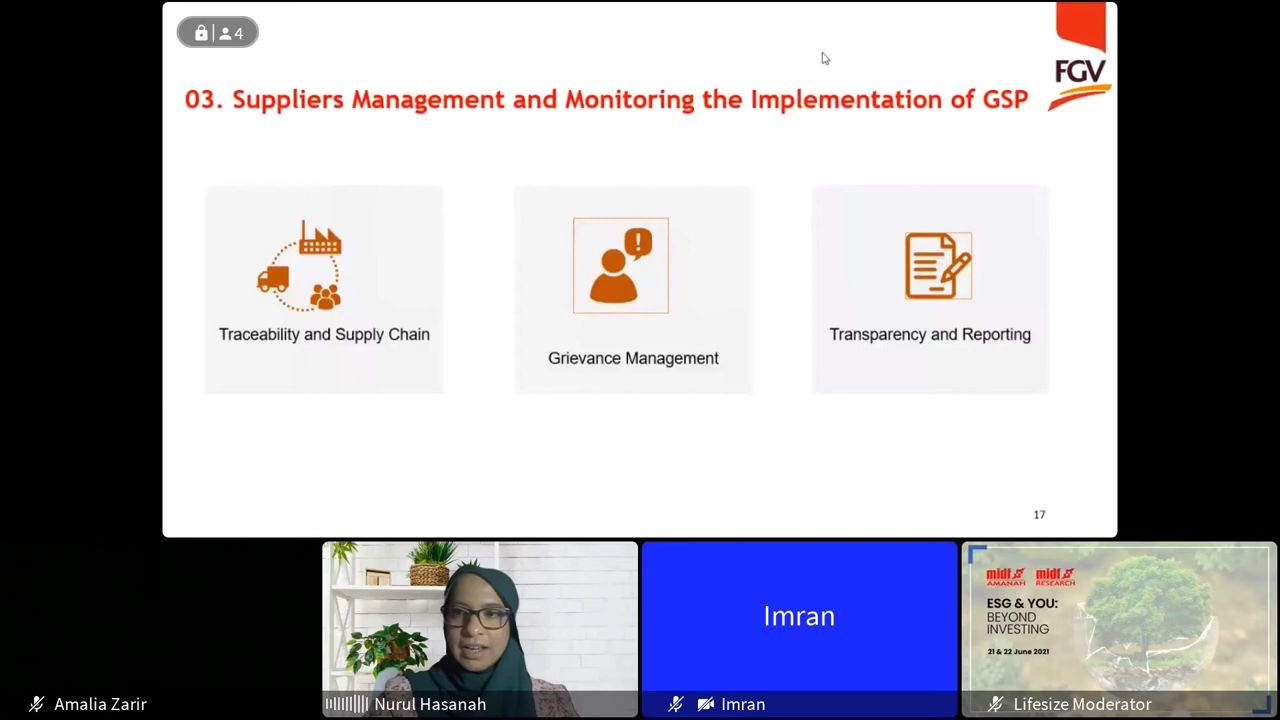 4
FGV
03. Suppliers Management and Monitoring the Implementation of GSP
Traceability and Supply Chain
Grievance Management
Transparency and Reporting
17
Amalia Zarir
Nurul Hasanah
Imran
Imran
midf midf
AMANAH RESEARCH
ESG & YOU:
BEYOND
INVESTING
21 & 22 June 2021
Lifesize Moderator